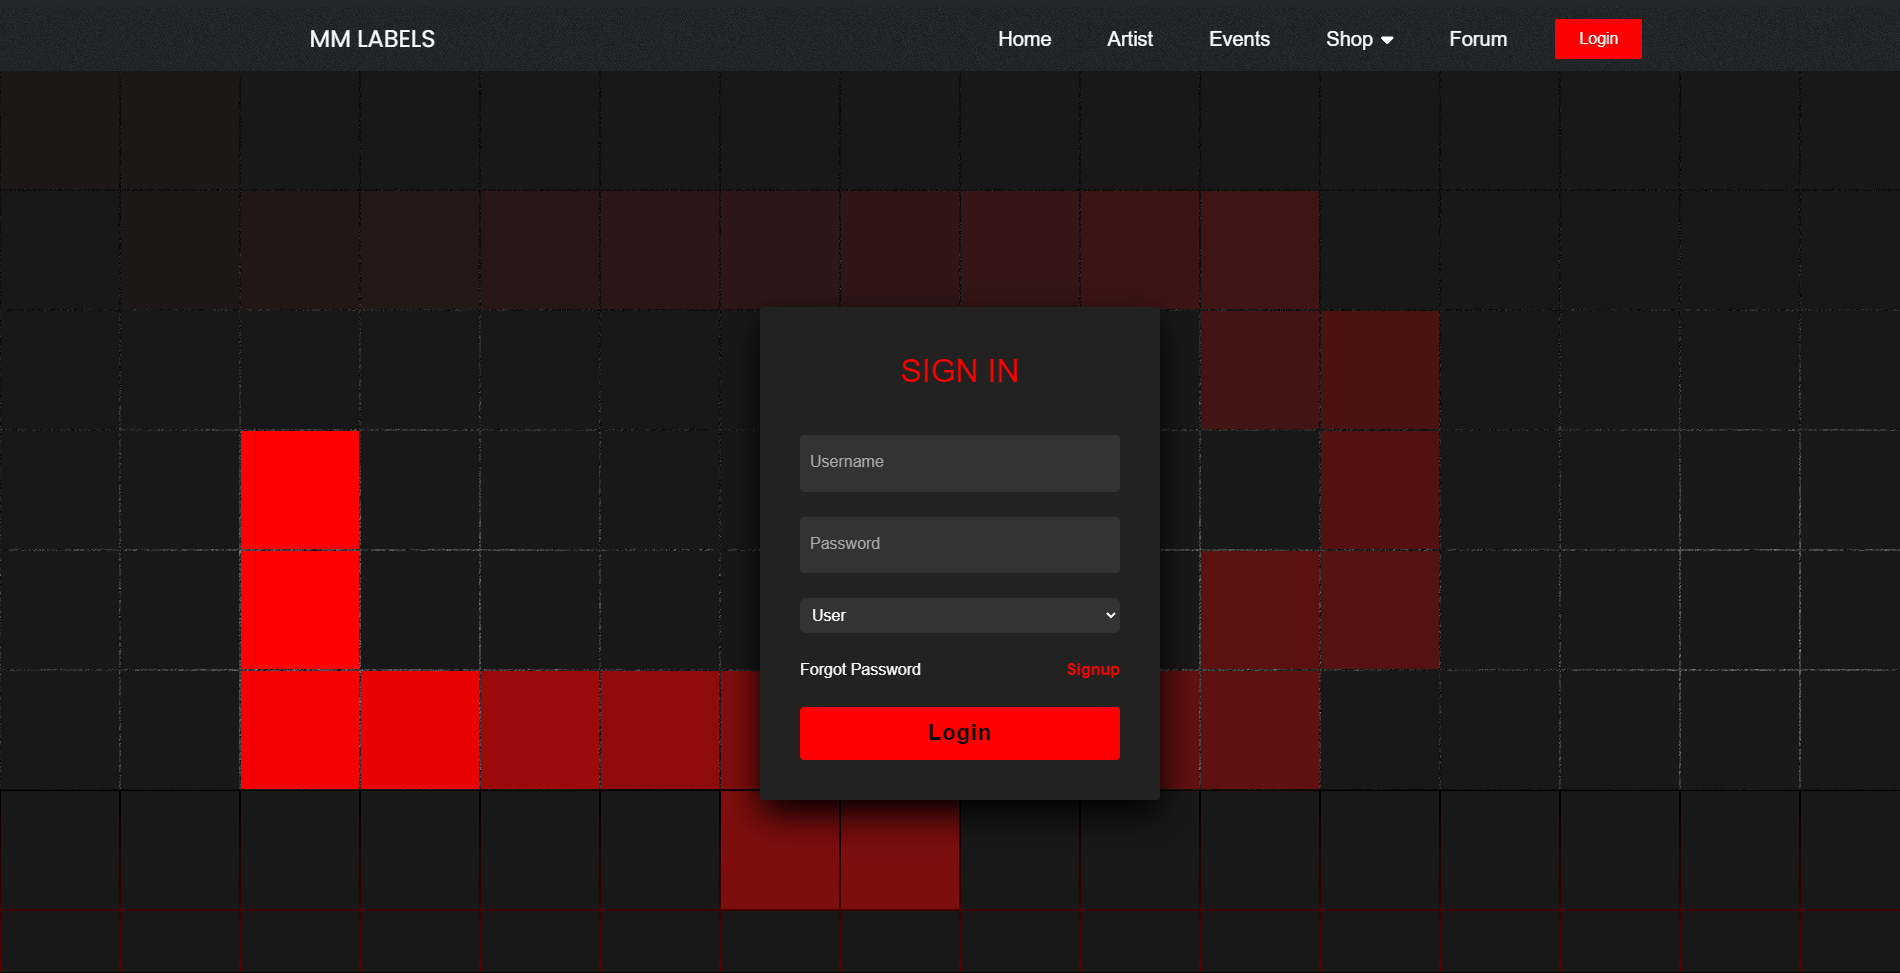 MM LABELS
Home Artist Events Shop Forum Login
SIGN IN
Username
Password
User
Forgot Password Signup
Login